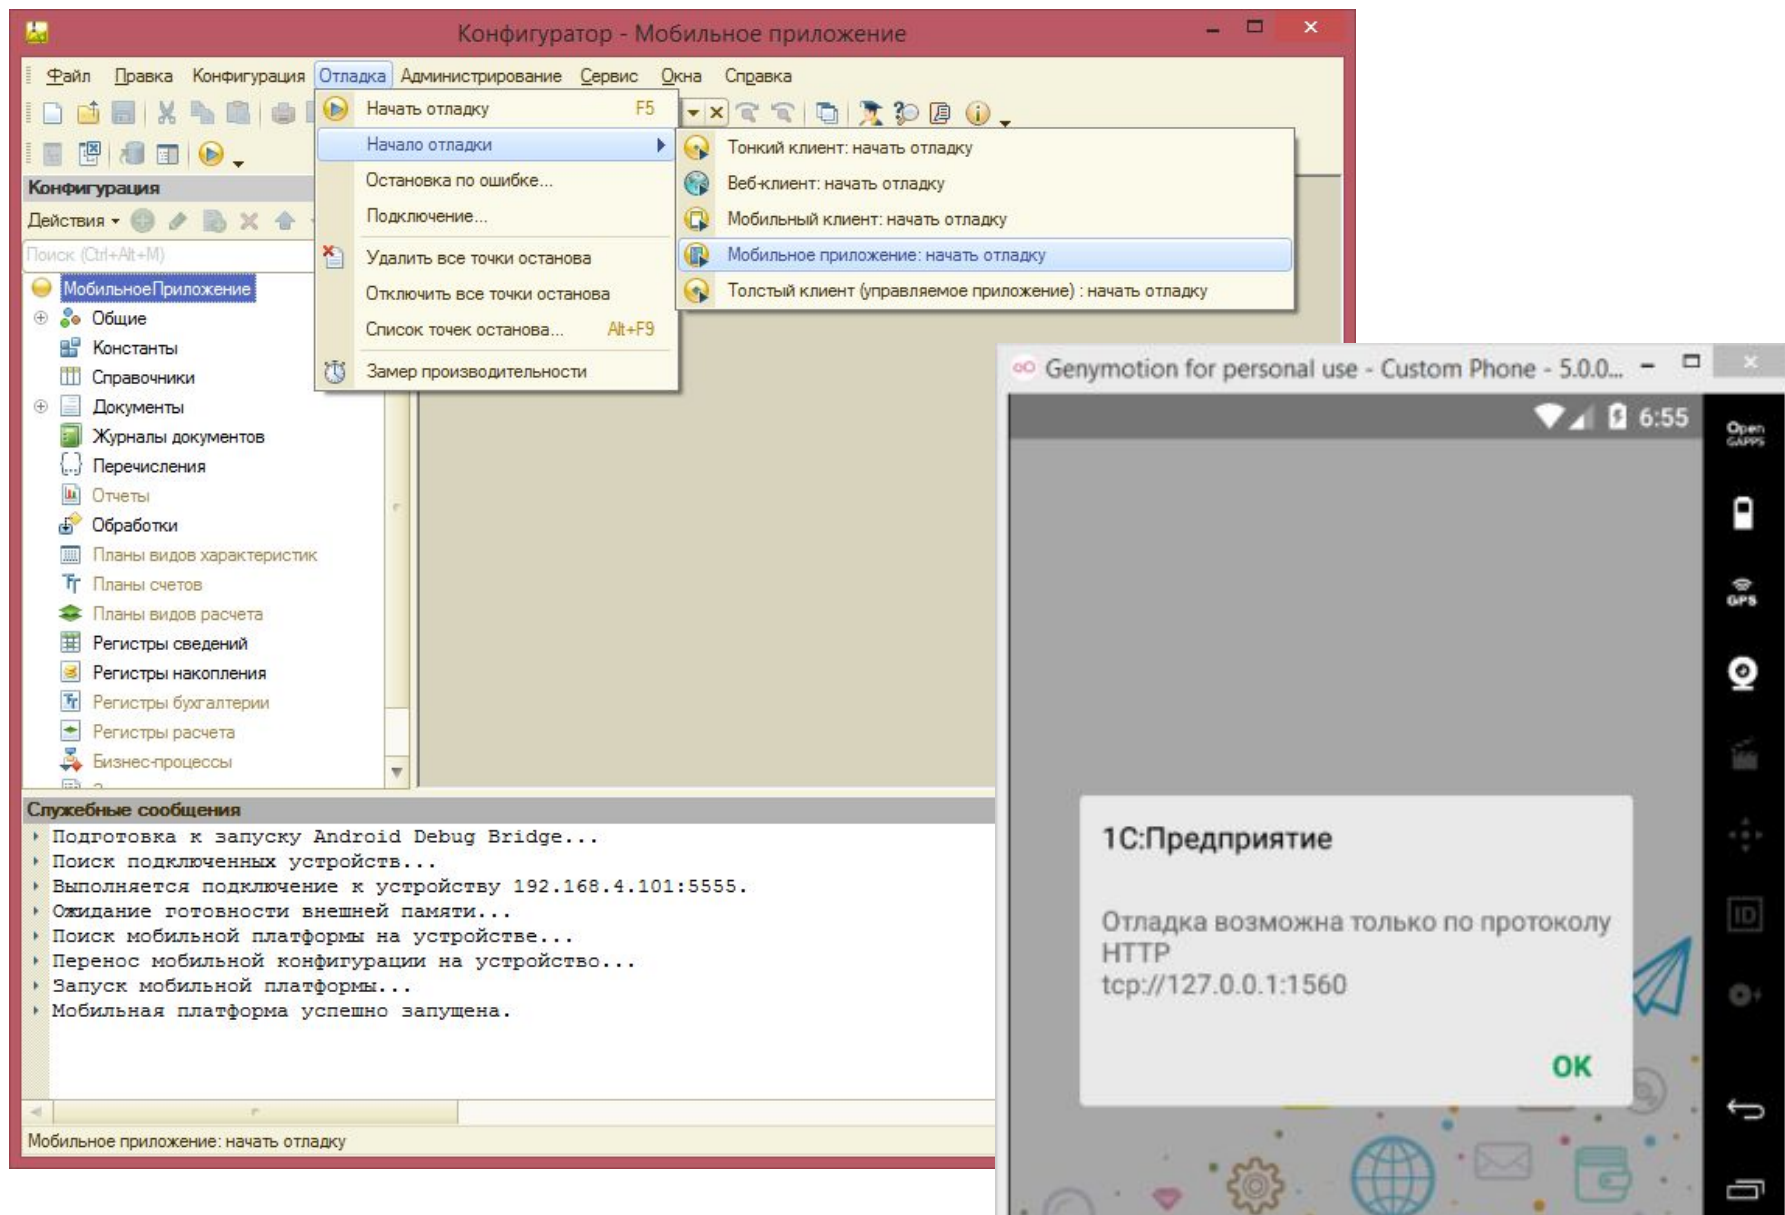 Конфигуратор - Мобильное приложение
Файл Правка Конфигурация Отладка Администрирование Сервис Окна Справка
Начать отладку F5
Начало отладки
Остановка по ошибке...
Подключение...
Удалить все точки останова
Отключить все точки останова
Список точек останова... Alt+F9
Замер производительности
Тонкий клиент: начать отладку
Веб-клиент: начать отладку
Мобильный клиент: начать отладку
Мобильное приложение: начать отладку
Толстый клиент (управляемое приложение) : начать отладку
Конфигурация
Действия
Поиск (Ctrl+Alt+M)
МобильноеПриложение
Общие
Константы
Справочники
Документы
Журналы документов
Перечисления
Отчеты
Обработки
Планы видов характеристик
Планы счетов
Планы видов расчета
Регистры сведений
Регистры накопления
Регистры бухгалтерии
Регистры расчета
Бизнес-процессы
Служебные сообщения
Подготовка к запуску Android Debug Bridge...
Поиск подключенных устройств...
Выполняется подключение к устройству 192.168.4.101:5555.
Ожидание готовности внешней памяти...
Поиск мобильной платформы на устройстве...
Перенос мобильной конфигурации на устройство...
Запуск мобильной платформы...
Мобильная платформа успешно запущена.
Мобильное приложение: начать отладку
Genymotion for personal use - Custom Phone - 5.0.0...
6:55
Open
GAPPS
GPS
ID
1С:Предприятие
Отладка возможна только по протоколу
HTTP
tcp://127.0.0.1:1560
OK